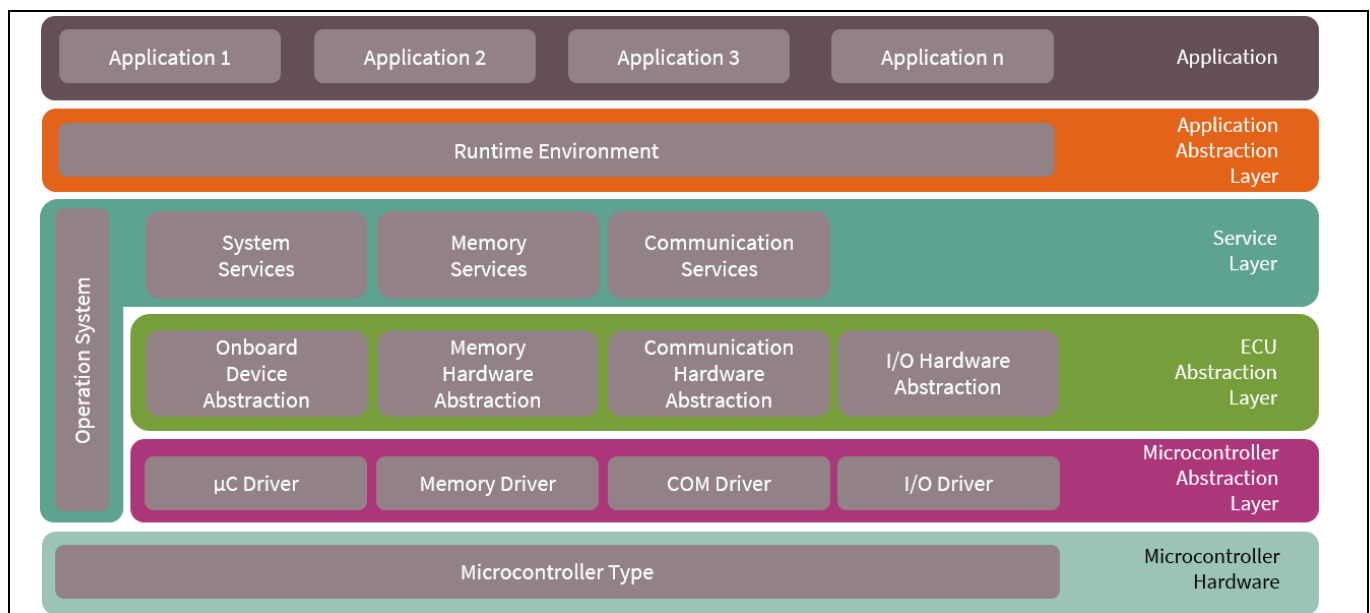 Application 1
Application 2
Application 3
Application n
Application
Runtime Environment
Application
Abstraction
Layer
Operation System
System
Services
Memory
Services
Communication
Services
Service
Layer
Onboard
Device
Abstraction
Memory
Hardware
Abstraction
Communication
Hardware
Abstraction
I/O Hardware
Abstraction
ECU
Abstraction
Layer
µC Driver
Memory Driver
COM Driver
I/O Driver
Microcontroller
Abstraction
Layer
Microcontroller Type
Microcontroller
Hardware